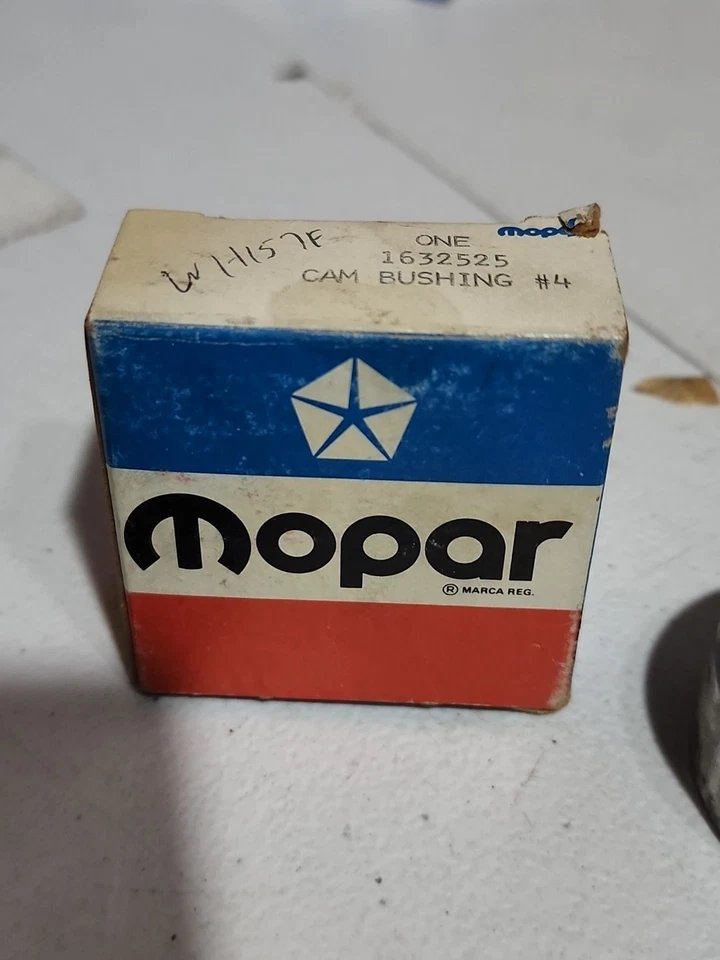 ONE
1632525
CAM BUSHING #4
mopar
® MARCA REG.